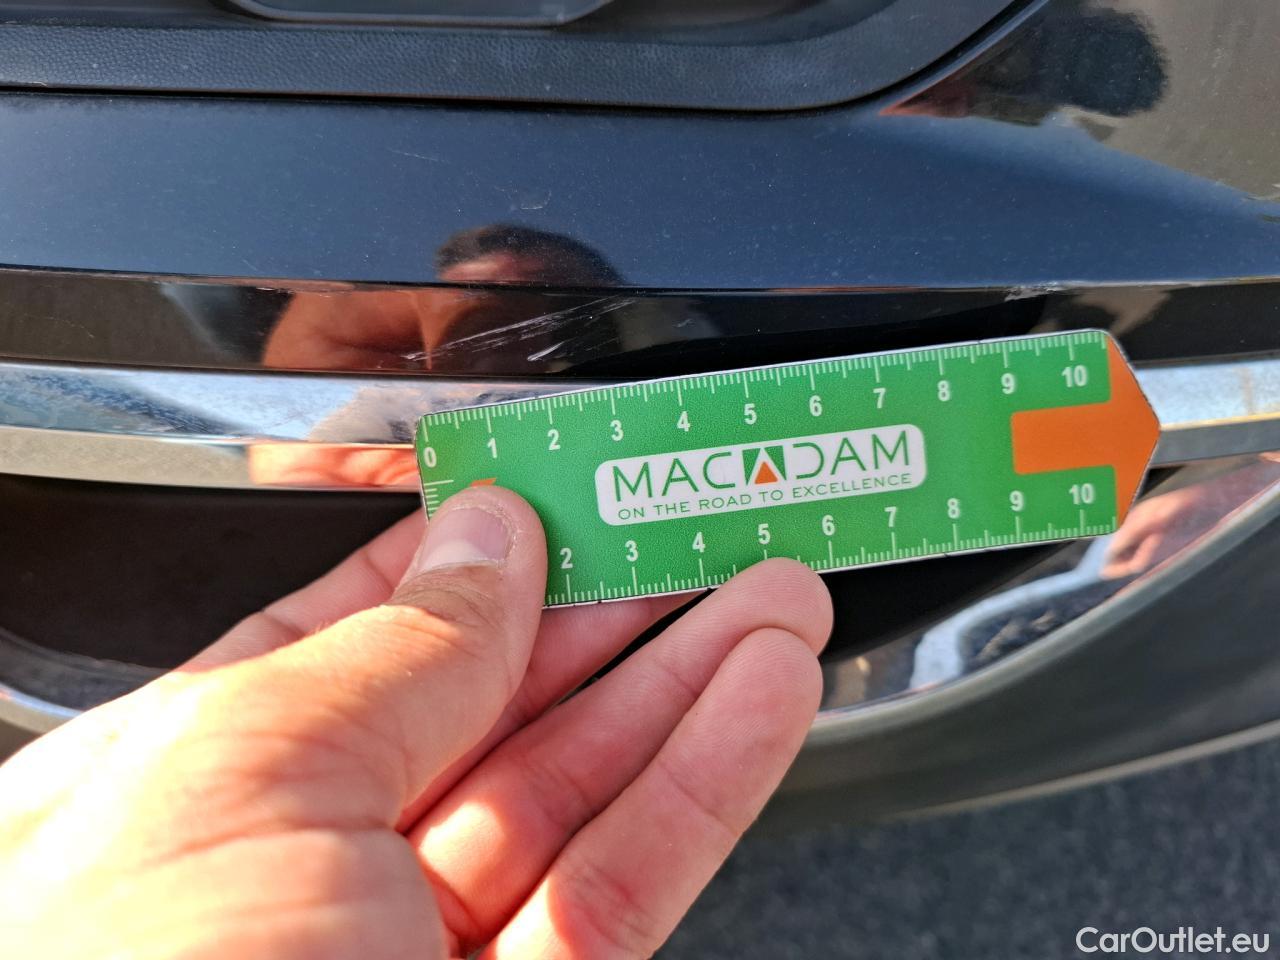 0 1 2 3 4 5 6 7 8 9 10
MACADAM
ON THE ROAD TO EXCELLENCE
2 3 4 5 6 7 8 9 10
CarOutlet.eu